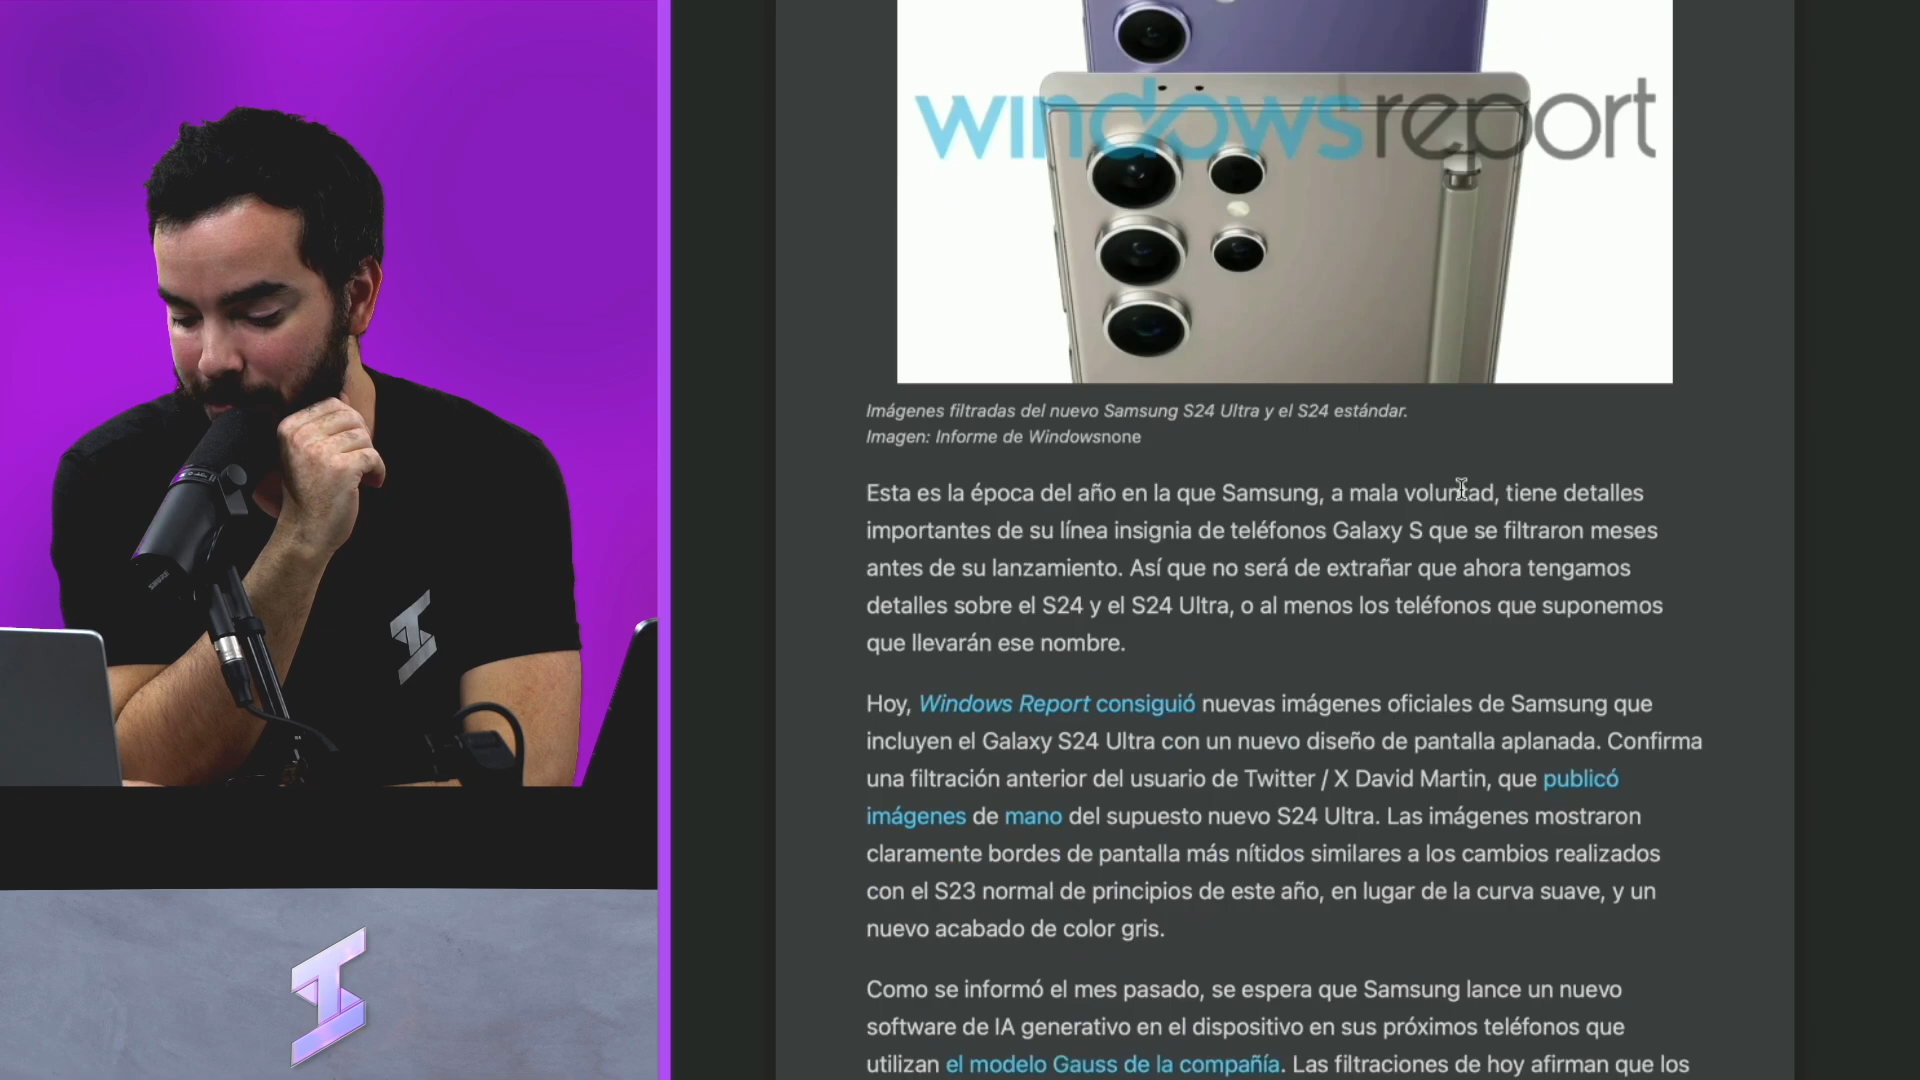 windowsreport
Imágenes filtradas del nuevo Samsung S24 Ultra y el S24 estándar.
Imagen: Informe de Windowsnone
Esta es la época del año en la que Samsung, a mala voluntad, tiene detalles
importantes de su línea insignia de teléfonos Galaxy S que se filtraron meses
antes de su lanzamiento. Así que no será de extrañar que ahora tengamos
detalles sobre el S24 y el S24 Ultra, o al menos los teléfonos que suponemos
que llevarán ese nombre.
Hoy, Windows Report consiguió nuevas imágenes oficiales de Samsung que
incluyen el Galaxy S24 Ultra con un nuevo diseño de pantalla aplanada. Confirma
una filtración anterior del usuario de Twitter / X David Martin, que publicó
imágenes de mano del supuesto nuevo S24 Ultra. Las imágenes mostraron
claramente bordes de pantalla más nítidos similares a los cambios realizados
con el S23 normal de principios de este año, en lugar de la curva suave, y un
nuevo acabado de color gris.
Como se informó el mes pasado, se espera que Samsung lance un nuevo
software de IA generativo en el dispositivo en sus próximos teléfonos que
utilizan el modelo Gauss de la compañía. Las filtraciones de hoy afirman que los